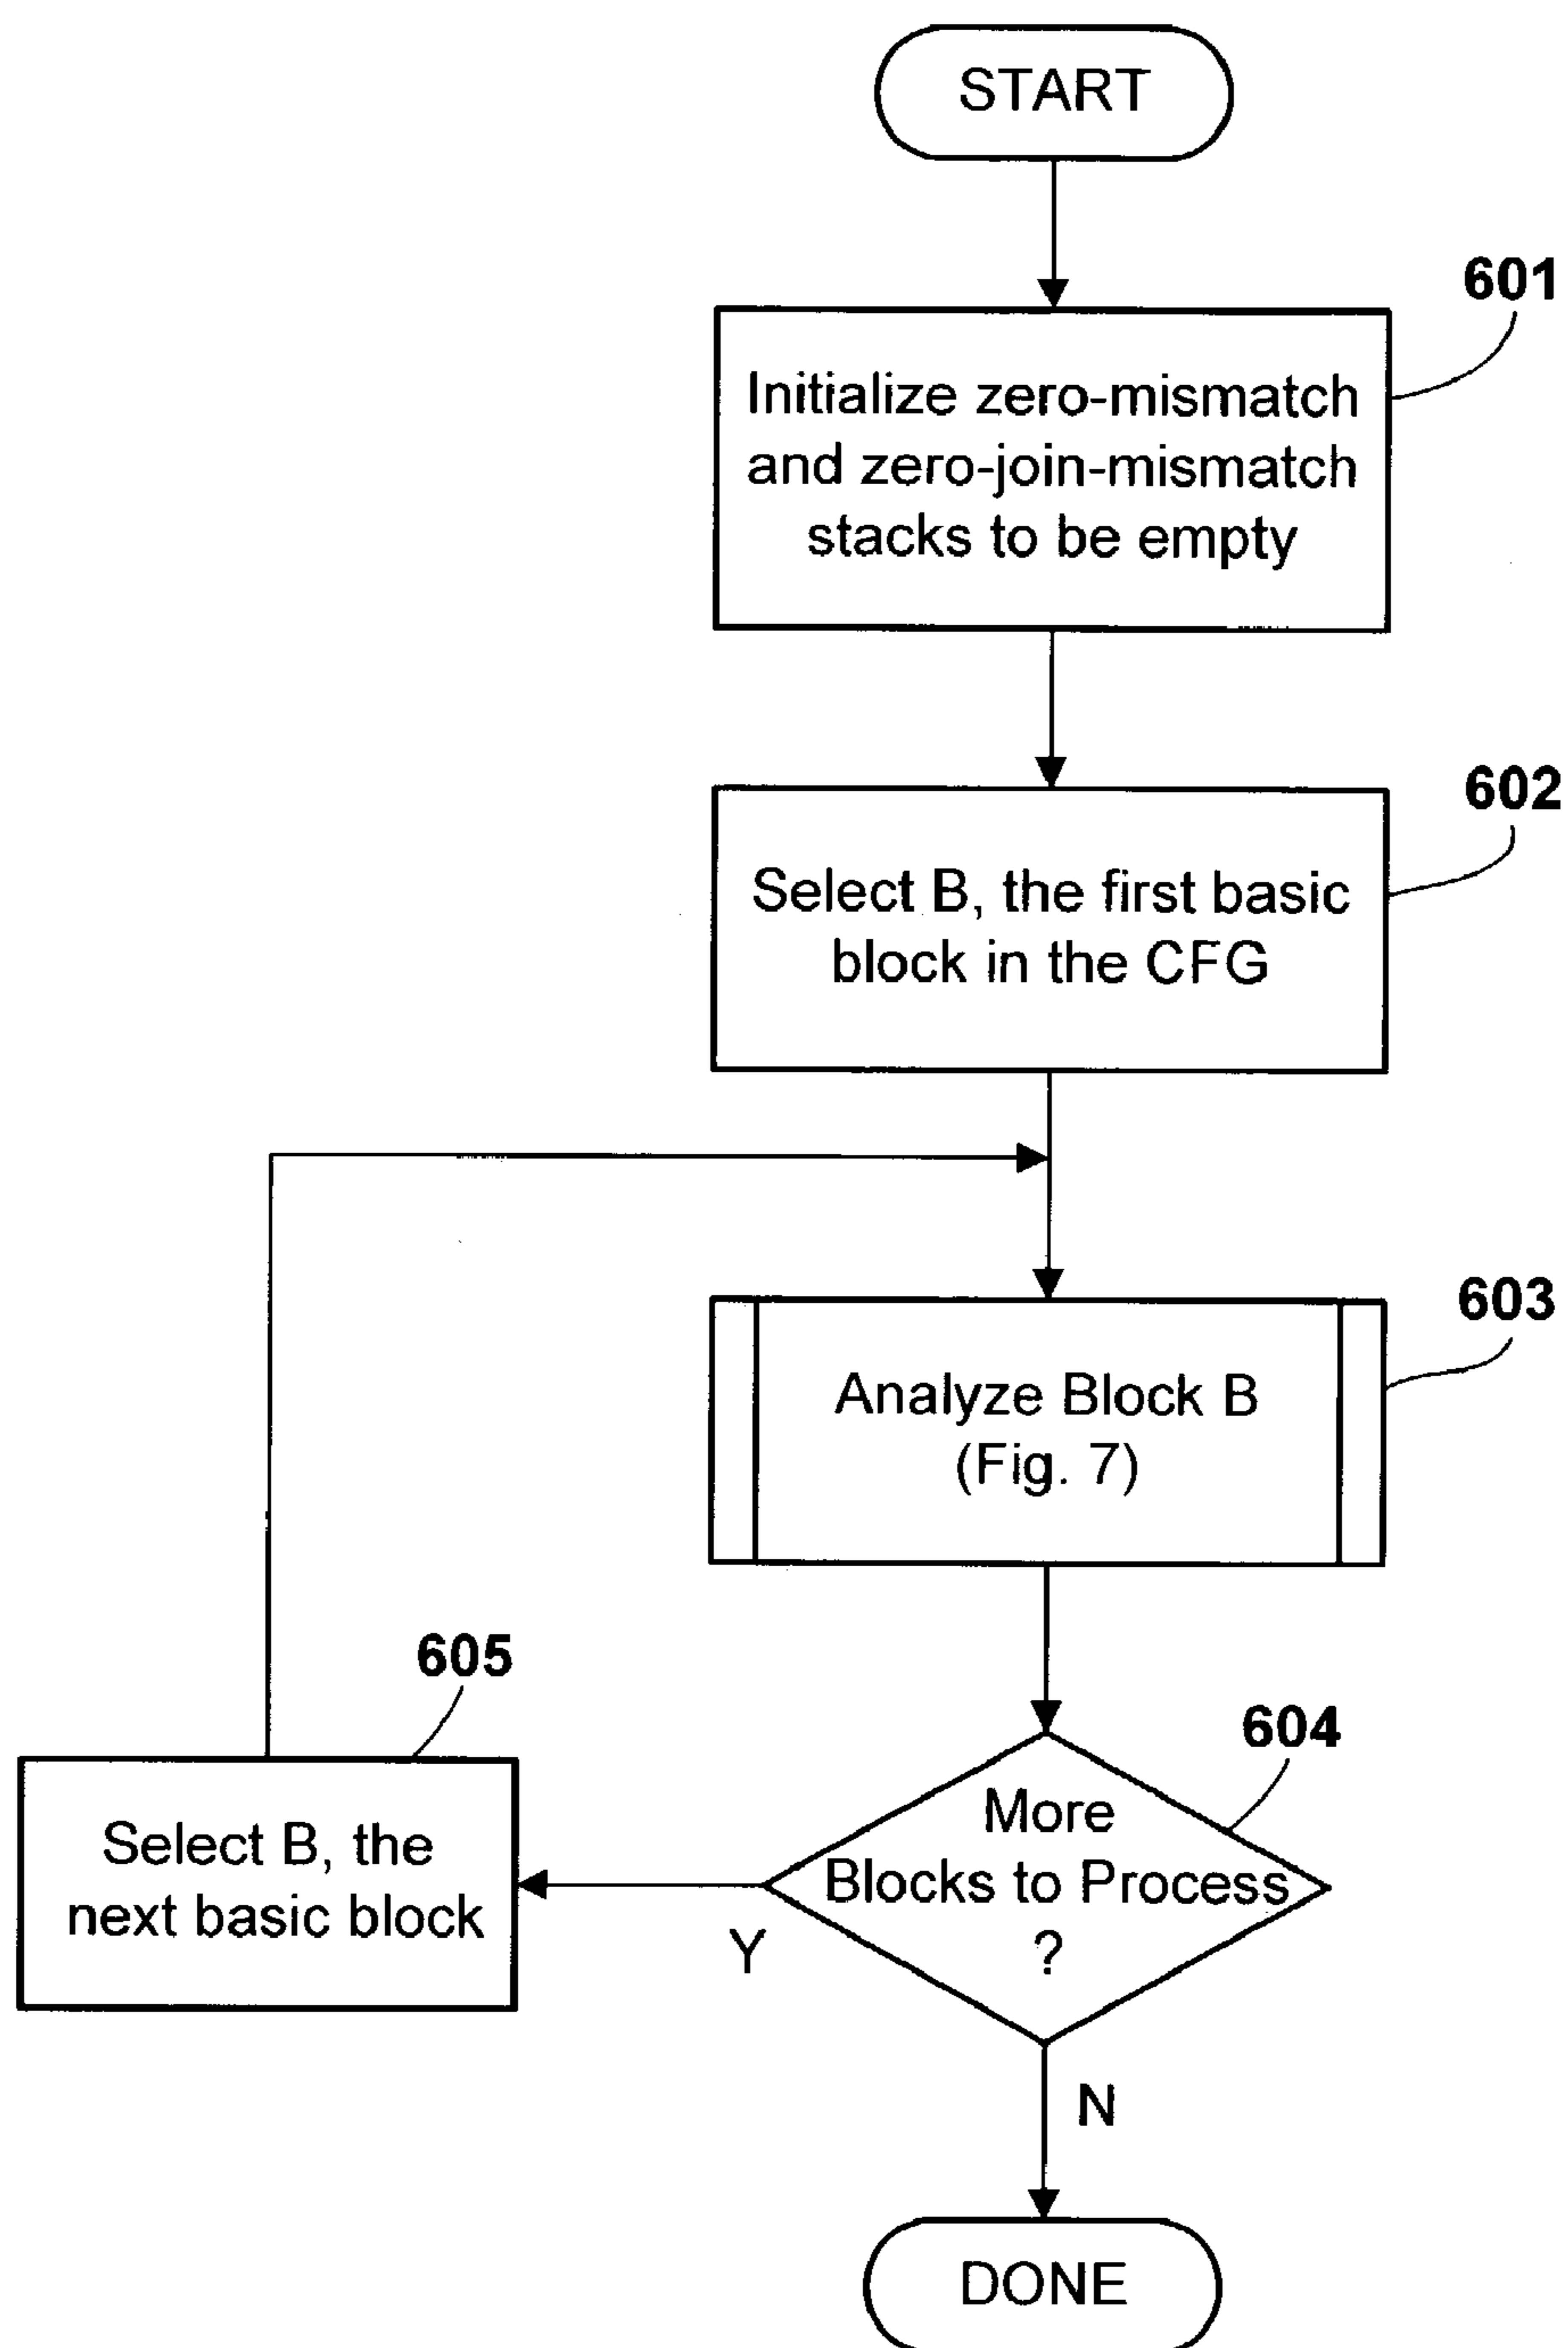 START
601
Initialize zero-mismatch
and zero-join-mismatch
stacks to be empty
602
Select B, the first basic
block in the CFG
603
Analyze Block B
(Fig. 7)
605
604
Select B, the
next basic block
More
Blocks to Process
?
Y
N
DONE